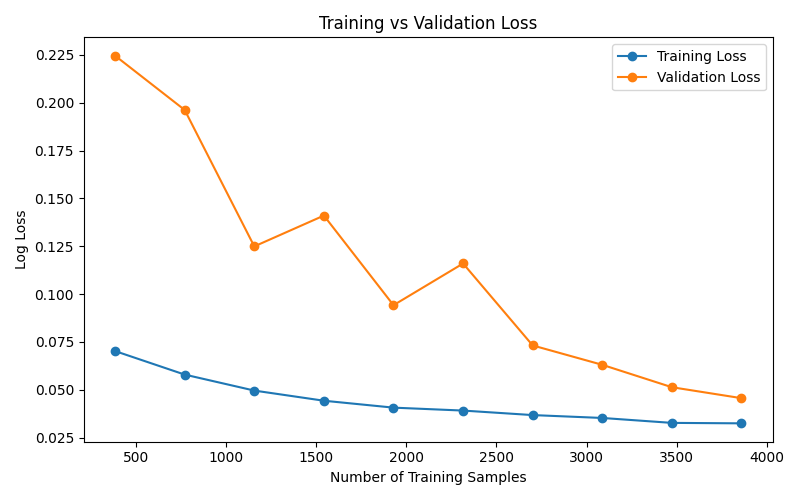 Training vs Validation Loss
Training Loss
Validation Loss
Log Loss
0.225
0.200
0.175
0.150
0.125
0.100
0.075
0.050
0.025
500 1000 1500 2000 2500 3000 3500 4000
Number of Training Samples